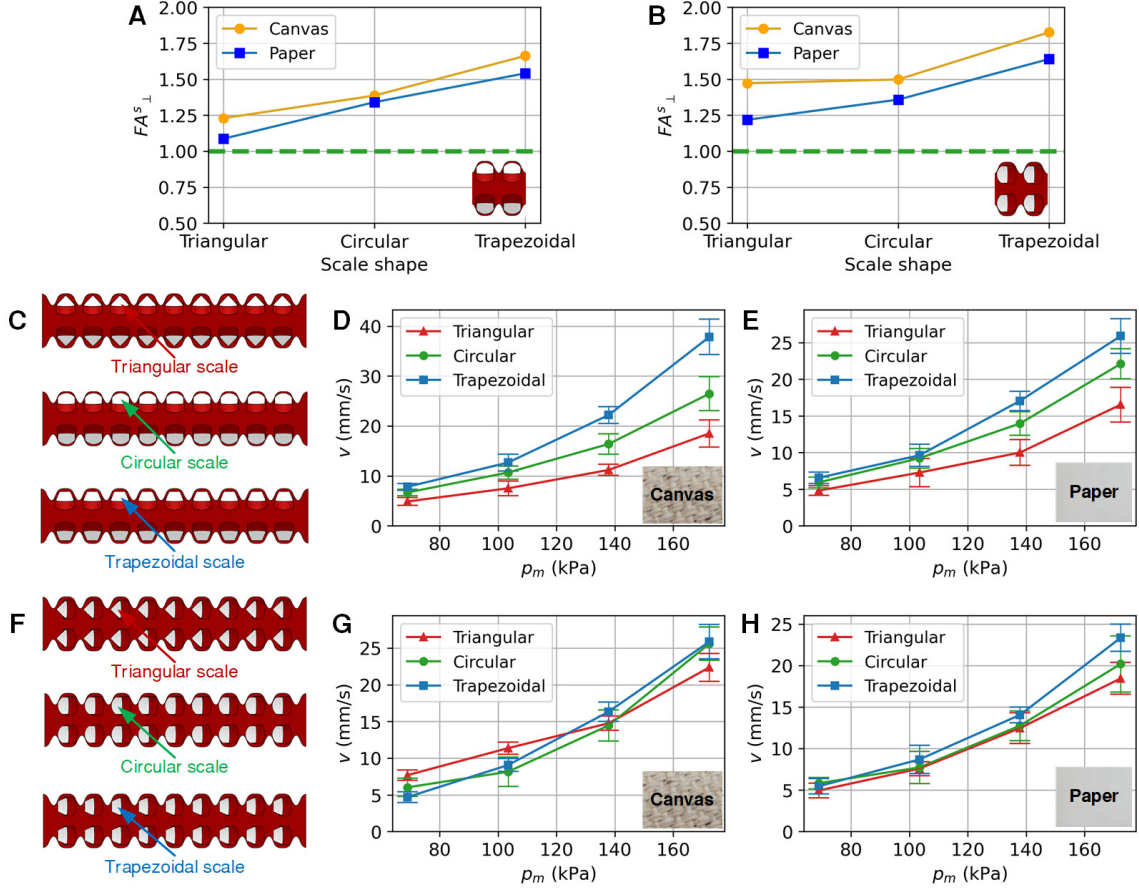 A
2.00
1.75
1.50
1.25
1.00
0.75
0.50
FA^s_⊥
Canvas
Paper
Triangular
Circular
Trapezoidal
Scale shape
B
2.00
1.75
1.50
1.25
1.00
0.75
0.50
FA^s_⊥
Canvas
Paper
Triangular
Circular
Trapezoidal
Scale shape
C
Triangular scale
Circular scale
Trapezoidal scale
D
40
30
20
10
0
v (mm/s)
Triangular
Circular
Trapezoidal
Canvas
80 100 120 140 160
p_m (kPa)
E
25
20
15
10
5
0
v (mm/s)
Triangular
Circular
Trapezoidal
Paper
80 100 120 140 160
p_m (kPa)
F
Triangular scale
Circular scale
Trapezoidal scale
G
25
20
15
10
5
0
v (mm/s)
Triangular
Circular
Trapezoidal
Canvas
80 100 120 140 160
p_m (kPa)
H
25
20
15
10
5
0
v (mm/s)
Triangular
Circular
Trapezoidal
Paper
80 100 120 140 160
p_m (kPa)